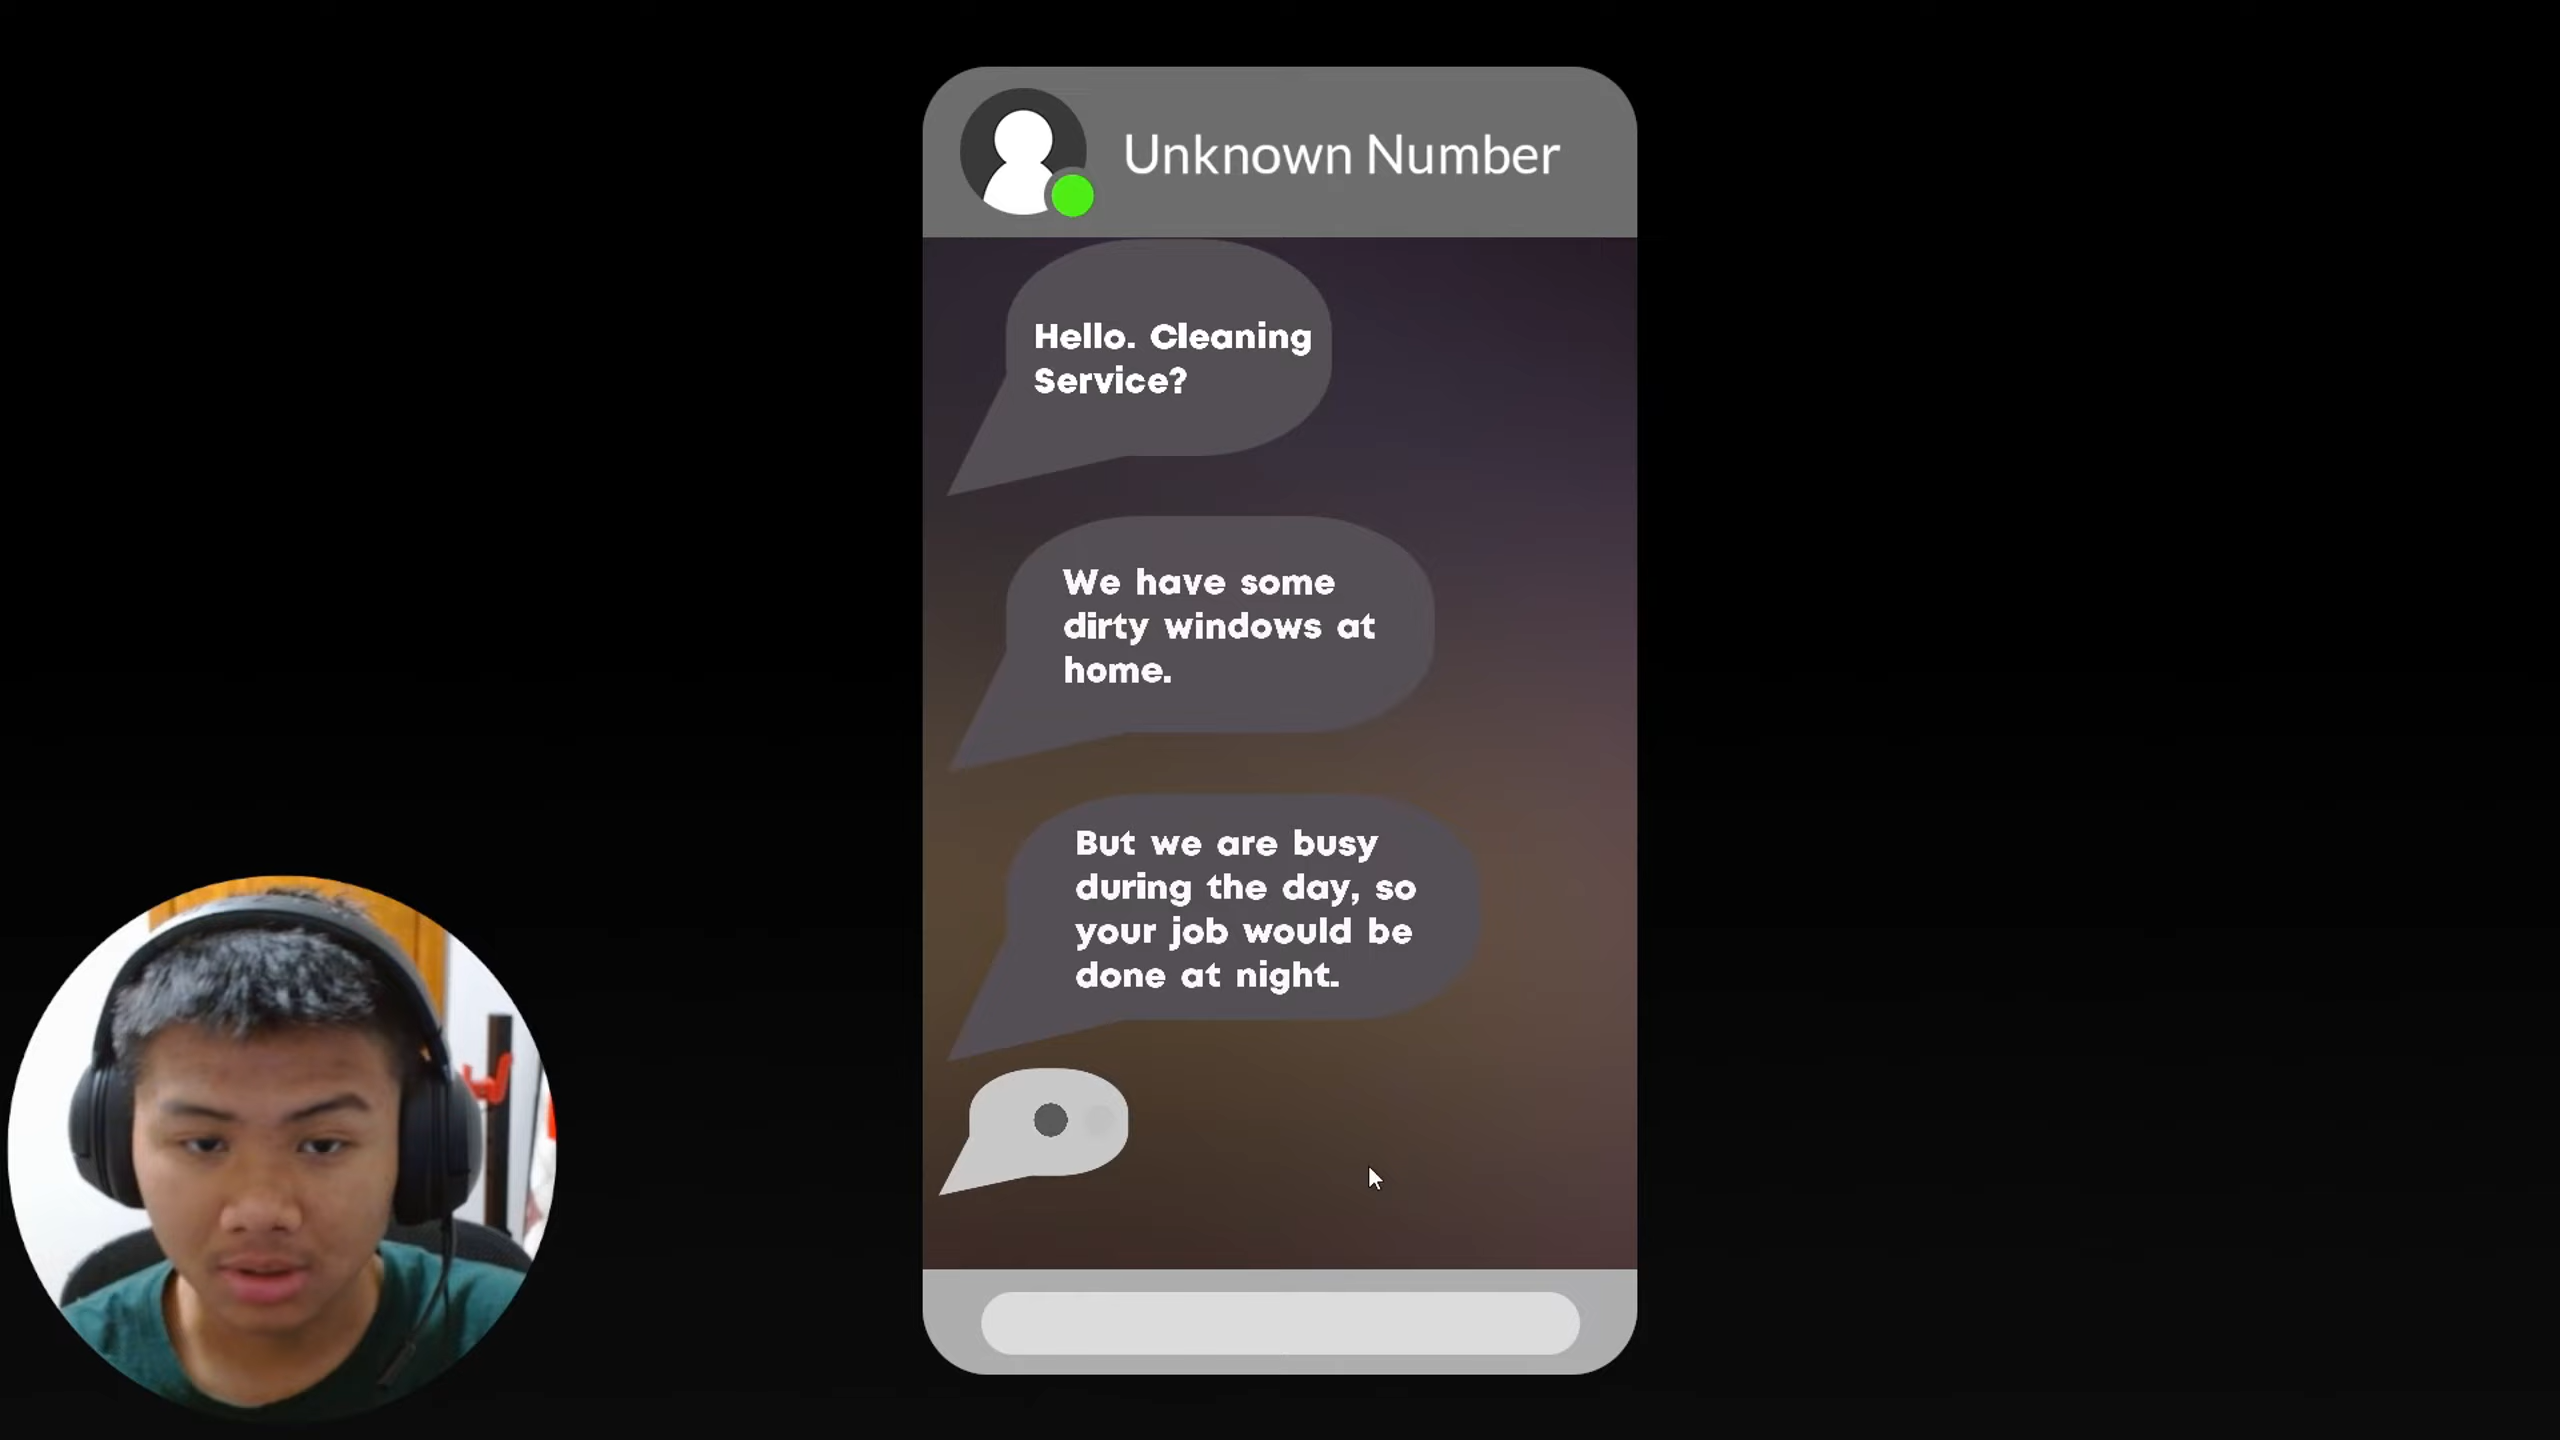 Unknown Number
Hello. Cleaning
Service?
We have some
dirty windows at
home.
But we are busy
during the day, so
your job would be
done at night.